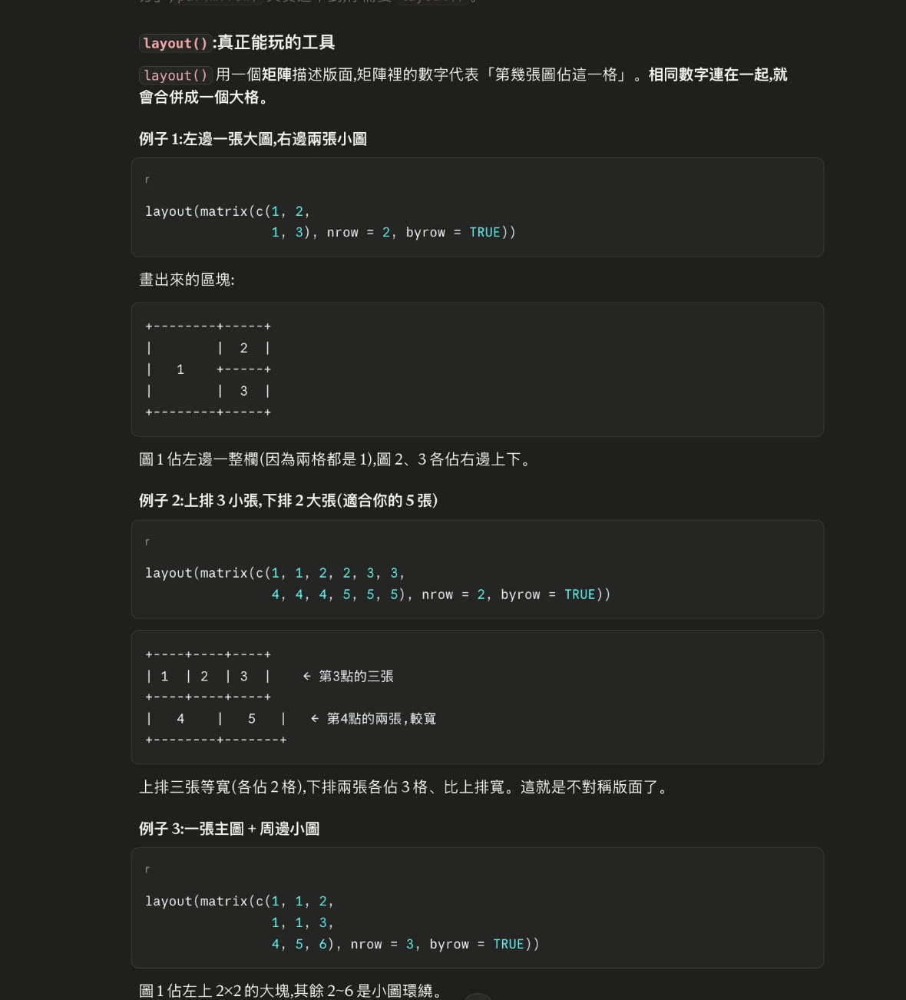 layout():真正能玩的工具
layout() 用一個矩陣描述版面,矩陣裡的數字代表「第幾張圖佔這一格」。相同數字連在一起,就
會合併成一個大格。
例子 1:左邊一張大圖,右邊兩張小圖
r
layout(matrix(c(1, 2,
                1, 3), nrow = 2, byrow = TRUE))
畫出來的區塊:
+--------+-----+
|        |  2  |
|   1    +-----+
|        |  3  |
+--------+-----+
圖 1 佔左邊一整欄(因為兩格都是 1),圖 2、3 各佔右邊上下。
例子 2:上排 3 小張,下排 2 大張(適合你的 5 張)
r
layout(matrix(c(1, 1, 2, 2, 3, 3,
                4, 4, 4, 5, 5, 5), nrow = 2, byrow = TRUE))
+----+----+----+
| 1  | 2  | 3  |    ← 第3點的三張
+----+----+----+
|   4    |   5   |   ← 第4點的兩張,較寬
+--------+-------+
上排三張等寬(各佔 2 格),下排兩張各佔 3 格、比上排寬。這就是不對稱版面了。
例子 3:一張主圖 + 周邊小圖
r
layout(matrix(c(1, 1, 2,
                1, 1, 3,
                4, 5, 6), nrow = 3, byrow = TRUE))
圖 1 佔左上 2×2 的大塊,其餘 2~6 是小圖環繞。